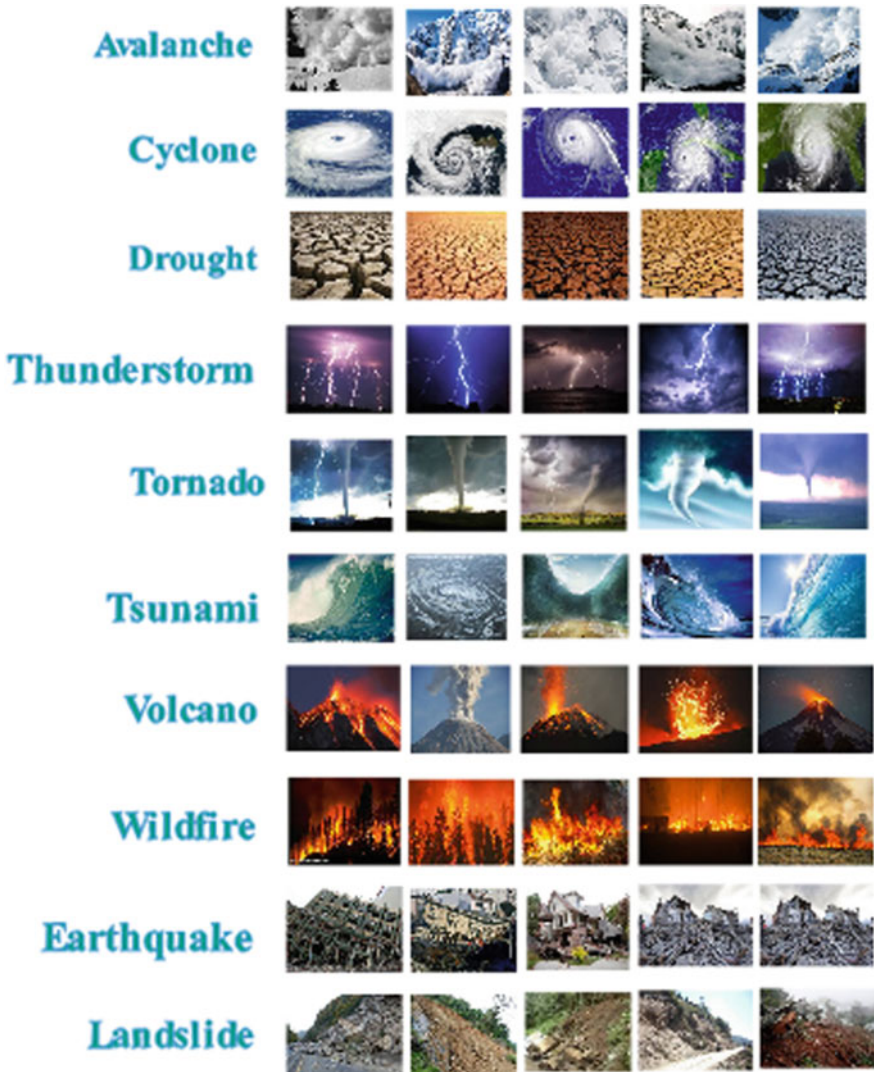 Avalanche
Cyclone
Drought
Thunderstorm
Tornado
Tsunami
Volcano
Wildfire
Earthquake
Landslide